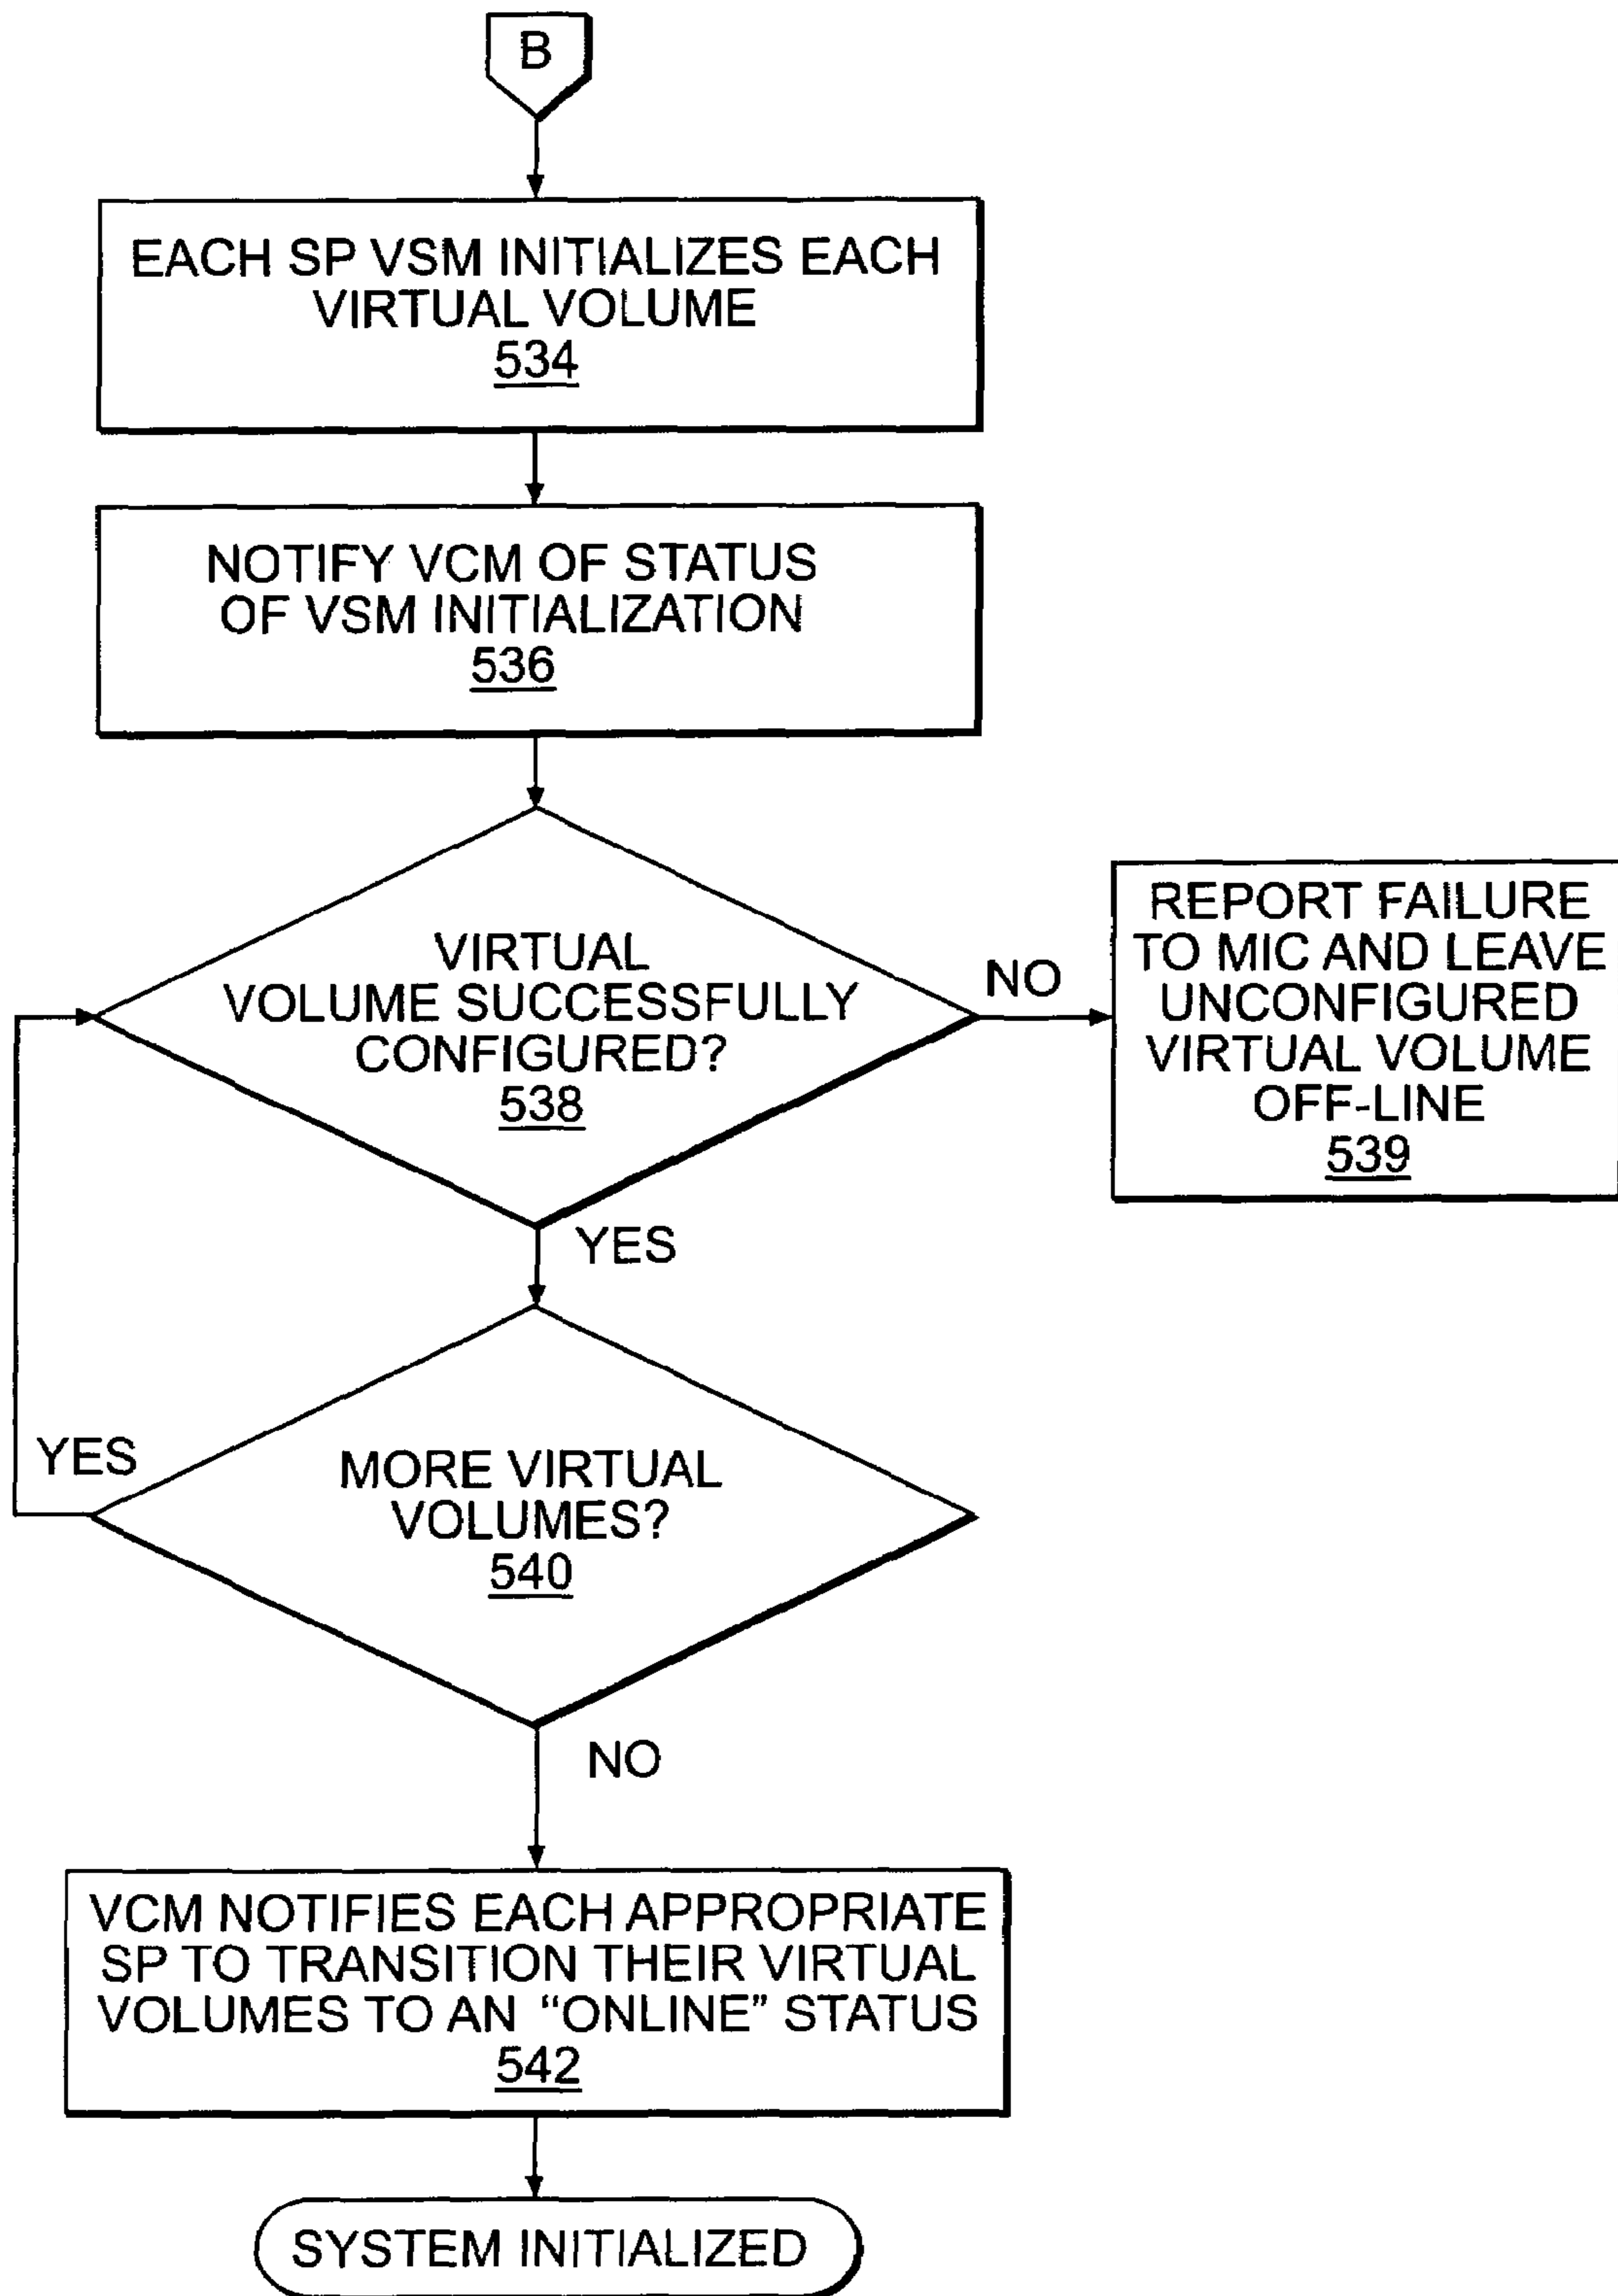 B
EACH SP VSM INITIALIZES EACH
VIRTUAL VOLUME
534
NOTIFY VCM OF STATUS
OF VSM INITIALIZATION
536
VIRTUAL
VOLUME SUCCESSFULLY
CONFIGURED?
538
NO
REPORT FAILURE
TO MIC AND LEAVE
UNCONFIGURED
VIRTUAL VOLUME
OFF-LINE
539
YES
YES
MORE VIRTUAL
VOLUMES?
540
NO
VCM NOTIFIES EACH APPROPRIATE
SP TO TRANSITION THEIR VIRTUAL
VOLUMES TO AN “ONLINE” STATUS
542
SYSTEM INITIALIZED